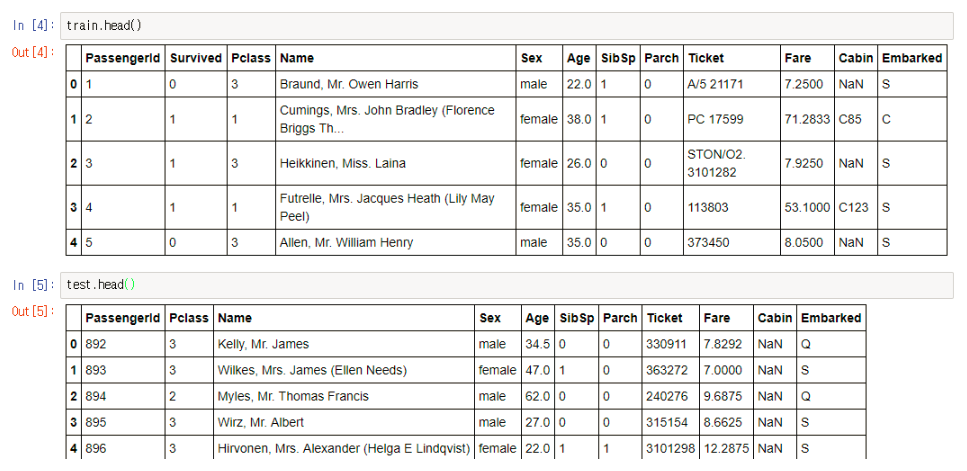 In [4]: train.head()
Out[4]:
PassengerId Survived Pclass Name Sex Age SibSp Parch Ticket Fare Cabin Embarked
0 1 0 3 Braund, Mr. Owen Harris male 22.0 1 0 A/5 21171 7.2500 NaN S
1 2 1 1 Cumings, Mrs. John Bradley (Florence Briggs Th... female 38.0 1 0 PC 17599 71.2833 C85 C
2 3 1 3 Heikkinen, Miss. Laina female 26.0 0 0 STON/O2. 3101282 7.9250 NaN S
3 4 1 1 Futrelle, Mrs. Jacques Heath (Lily May Peel) female 35.0 1 0 113803 53.1000 C123 S
4 5 0 3 Allen, Mr. William Henry male 35.0 0 0 373450 8.0500 NaN S
In [5]: test.head()
Out[5]:
PassengerId Pclass Name Sex Age SibSp Parch Ticket Fare Cabin Embarked
0 892 3 Kelly, Mr. James male 34.5 0 0 330911 7.8292 NaN Q
1 893 3 Wilkes, Mrs. James (Ellen Needs) female 47.0 1 0 363272 7.0000 NaN S
2 894 2 Myles, Mr. Thomas Francis male 62.0 0 0 240276 9.6875 NaN Q
3 895 3 Wirz, Mr. Albert male 27.0 0 0 315154 8.6625 NaN S
4 896 3 Hirvonen, Mrs. Alexander (Helga E Lindqvist) female 22.0 1 1 3101298 12.2875 NaN S